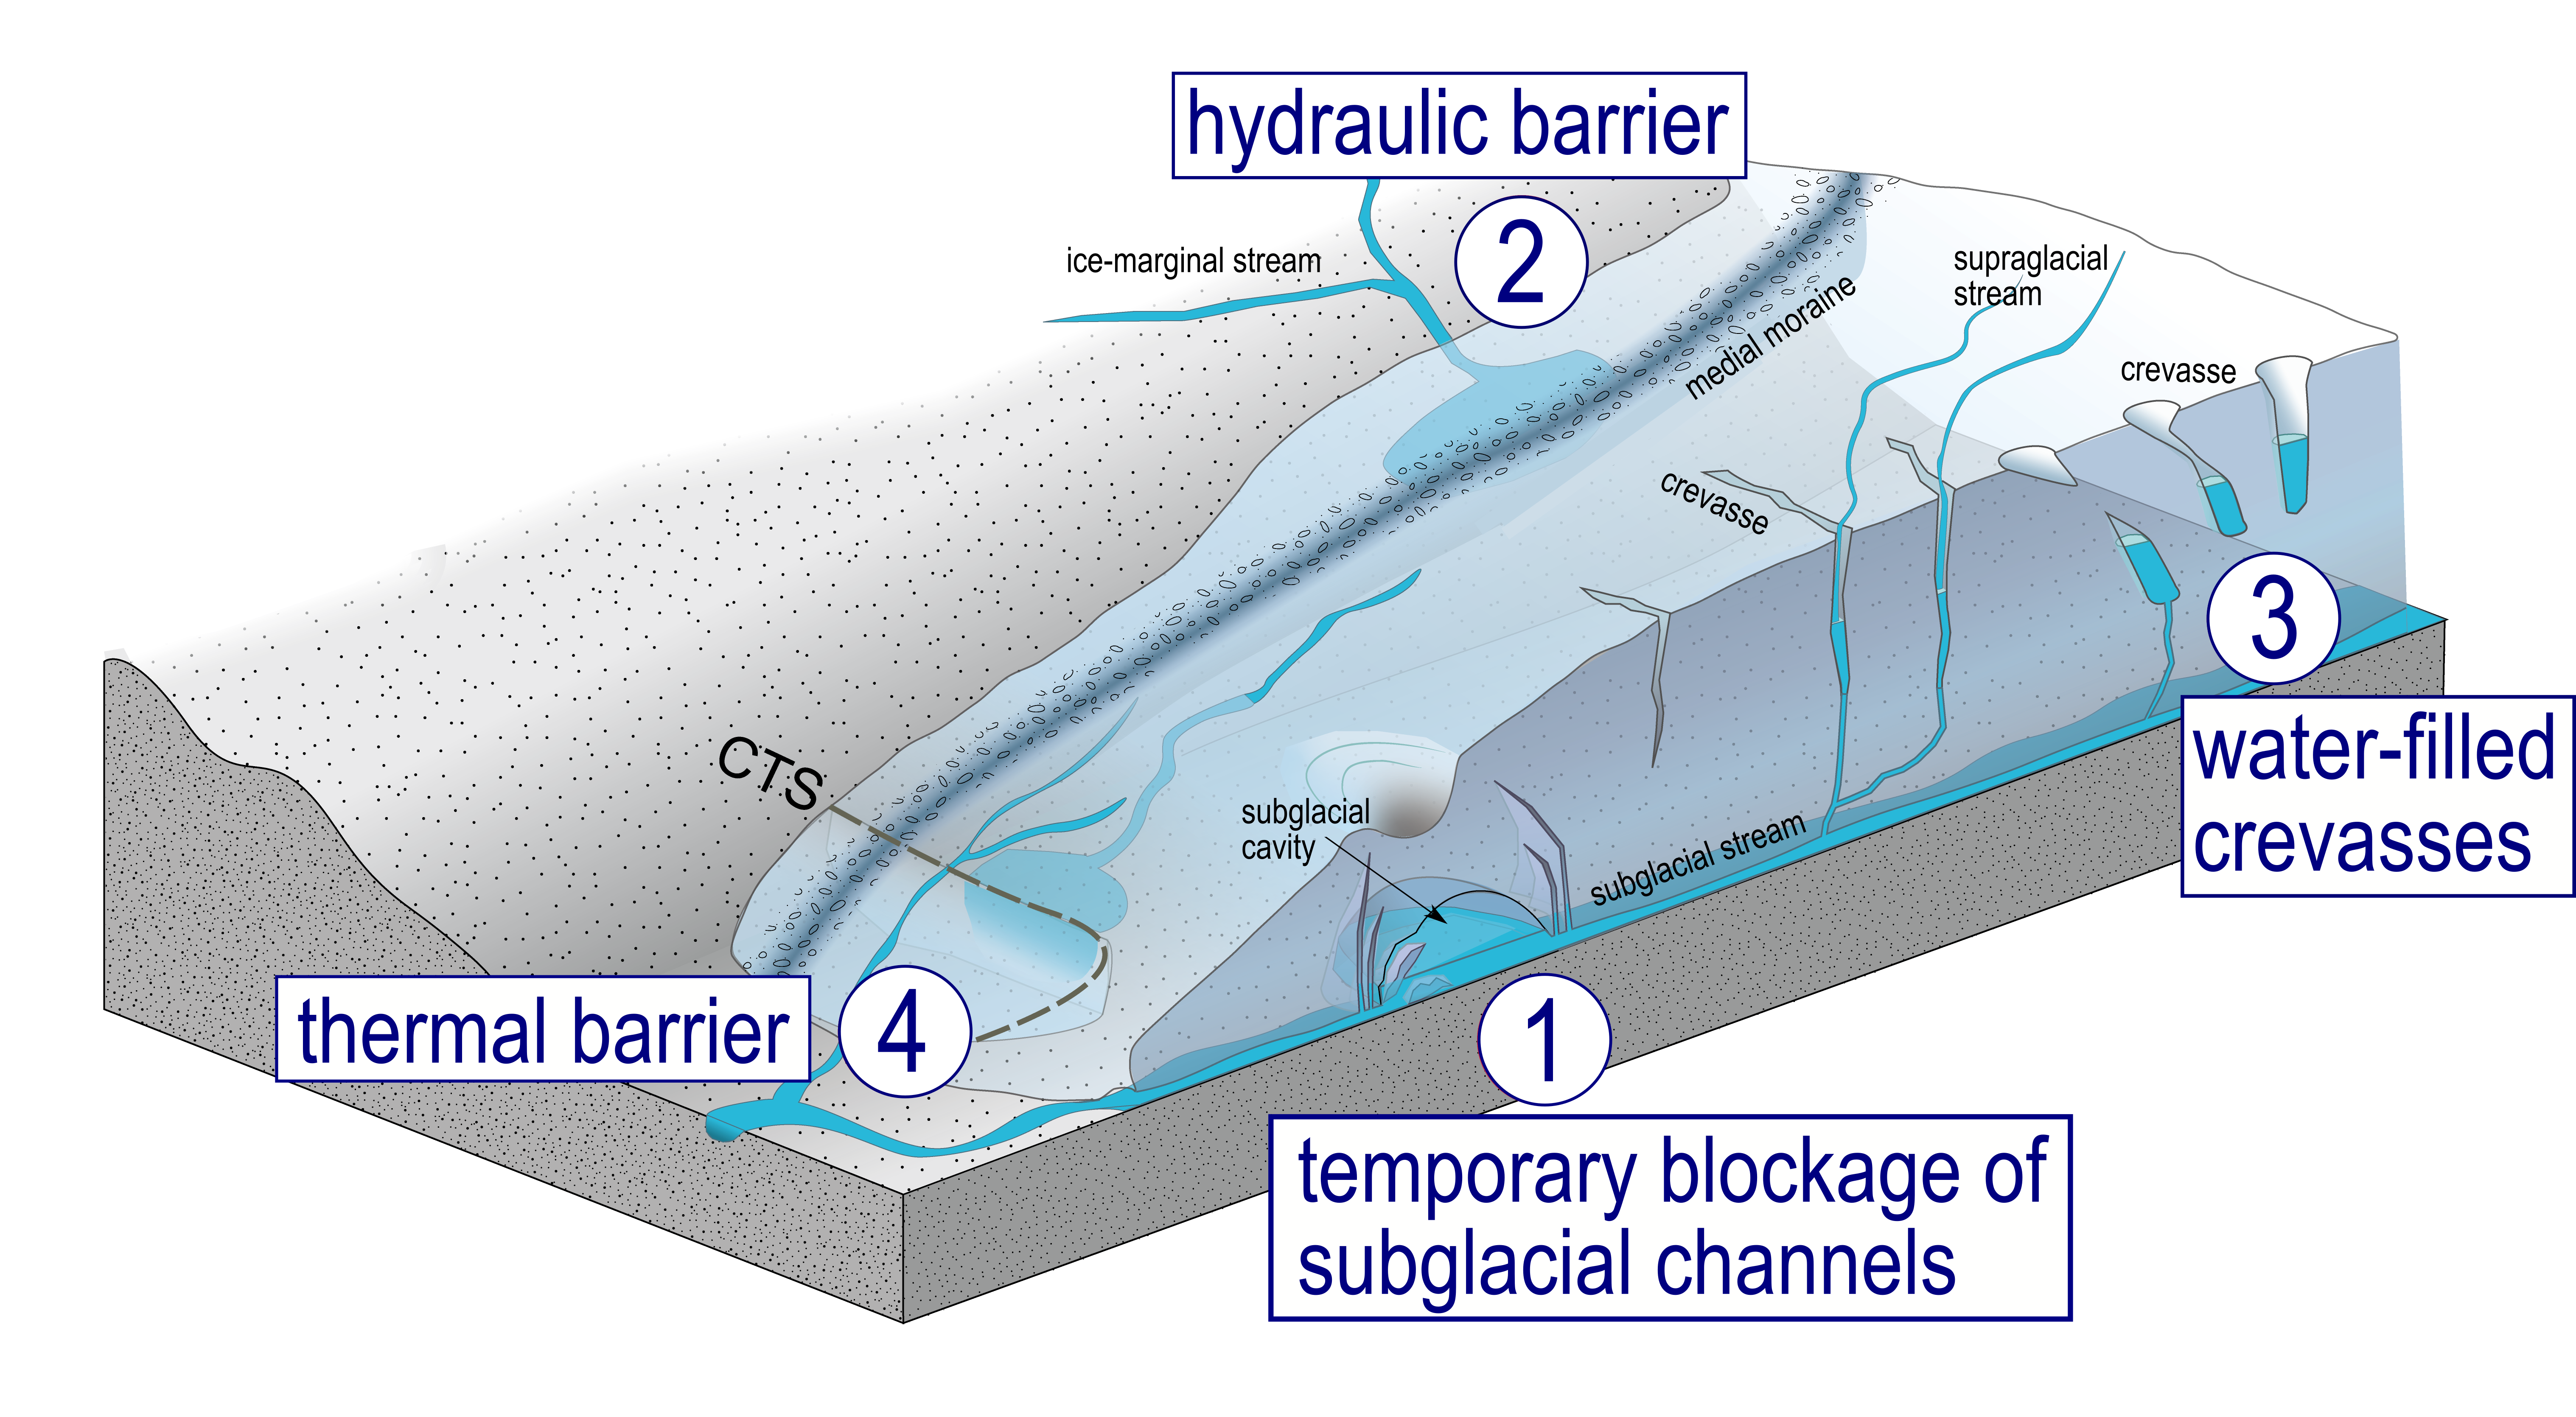 hydraulic barrier
2
ice-marginal stream
supraglacial
stream
medial moraine
crevasse
crevasse
3
water-filled
crevasses
CTS
subglacial
cavity
subglacial stream
thermal barrier
4
1
temporary blockage of
subglacial channels